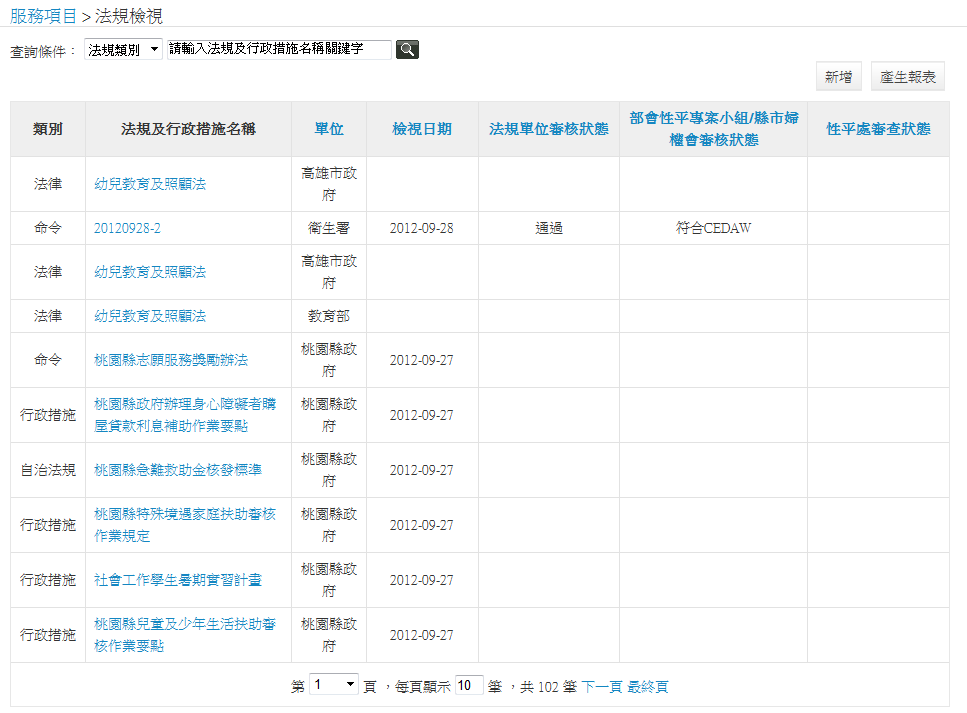 服務項目 > 法規檢視
查詢條件： 法規類別 請輸入法規及行政措施名稱關鍵字
新增 產生報表
類別 法規及行政措施名稱 單位 檢視日期 法規單位審核狀態 部會性平專案小組/縣市婦 性平處審查狀態
權會審核狀態
法律 幼兒教育及照顧法 高雄市政
府
命令 20120928-2 衛生署 2012-09-28 通過 符合CEDAW
法律 幼兒教育及照顧法 高雄市政
府
法律 幼兒教育及照顧法 教育部
命令 桃園縣志願服務獎勵辦法 桃園縣政 2012-09-27
府
行政措施 桃園縣政府辦理身心障礙者購 桃園縣政 2012-09-27
屋貸款利息補助作業要點 府
自治法規 桃園縣急難救助金核發標準 桃園縣政 2012-09-27
府
行政措施 桃園縣特殊境遇家庭扶助審核 桃園縣政 2012-09-27
作業規定 府
行政措施 社會工作學生暑期實習計畫 桃園縣政 2012-09-27
府
行政措施 桃園縣兒童及少年生活扶助審 桃園縣政 2012-09-27
核作業要點 府
第 1 頁 ，每頁顯示 10 筆 ，共 102 筆 下一頁 最終頁